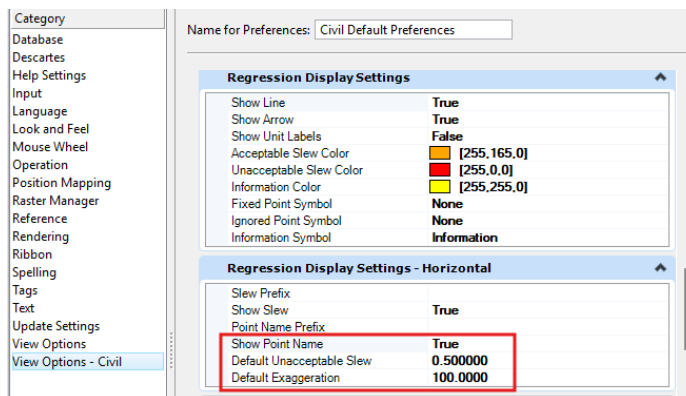 Category
Database
Descartes
Help Settings
Input
Language
Look and Feel
Mouse Wheel
Operation
Position Mapping
Raster Manager
Reference
Rendering
Ribbon
Spelling
Tags
Text
Update Settings
View Options
View Options - Civil
Name for Preferences: Civil Default Preferences
Regression Display Settings
Show Line True
Show Arrow True
Show Unit Labels False
Acceptable Slew Color [255,165,0]
Unacceptable Slew Color [255,0,0]
Information Color [255,255,0]
Fixed Point Symbol None
Ignored Point Symbol None
Information Symbol Information
Regression Display Settings - Horizontal
Slew Prefix
Show Slew True
Point Name Prefix
Show Point Name True
Default Unacceptable Slew 0.500000
Default Exaggeration 100.0000